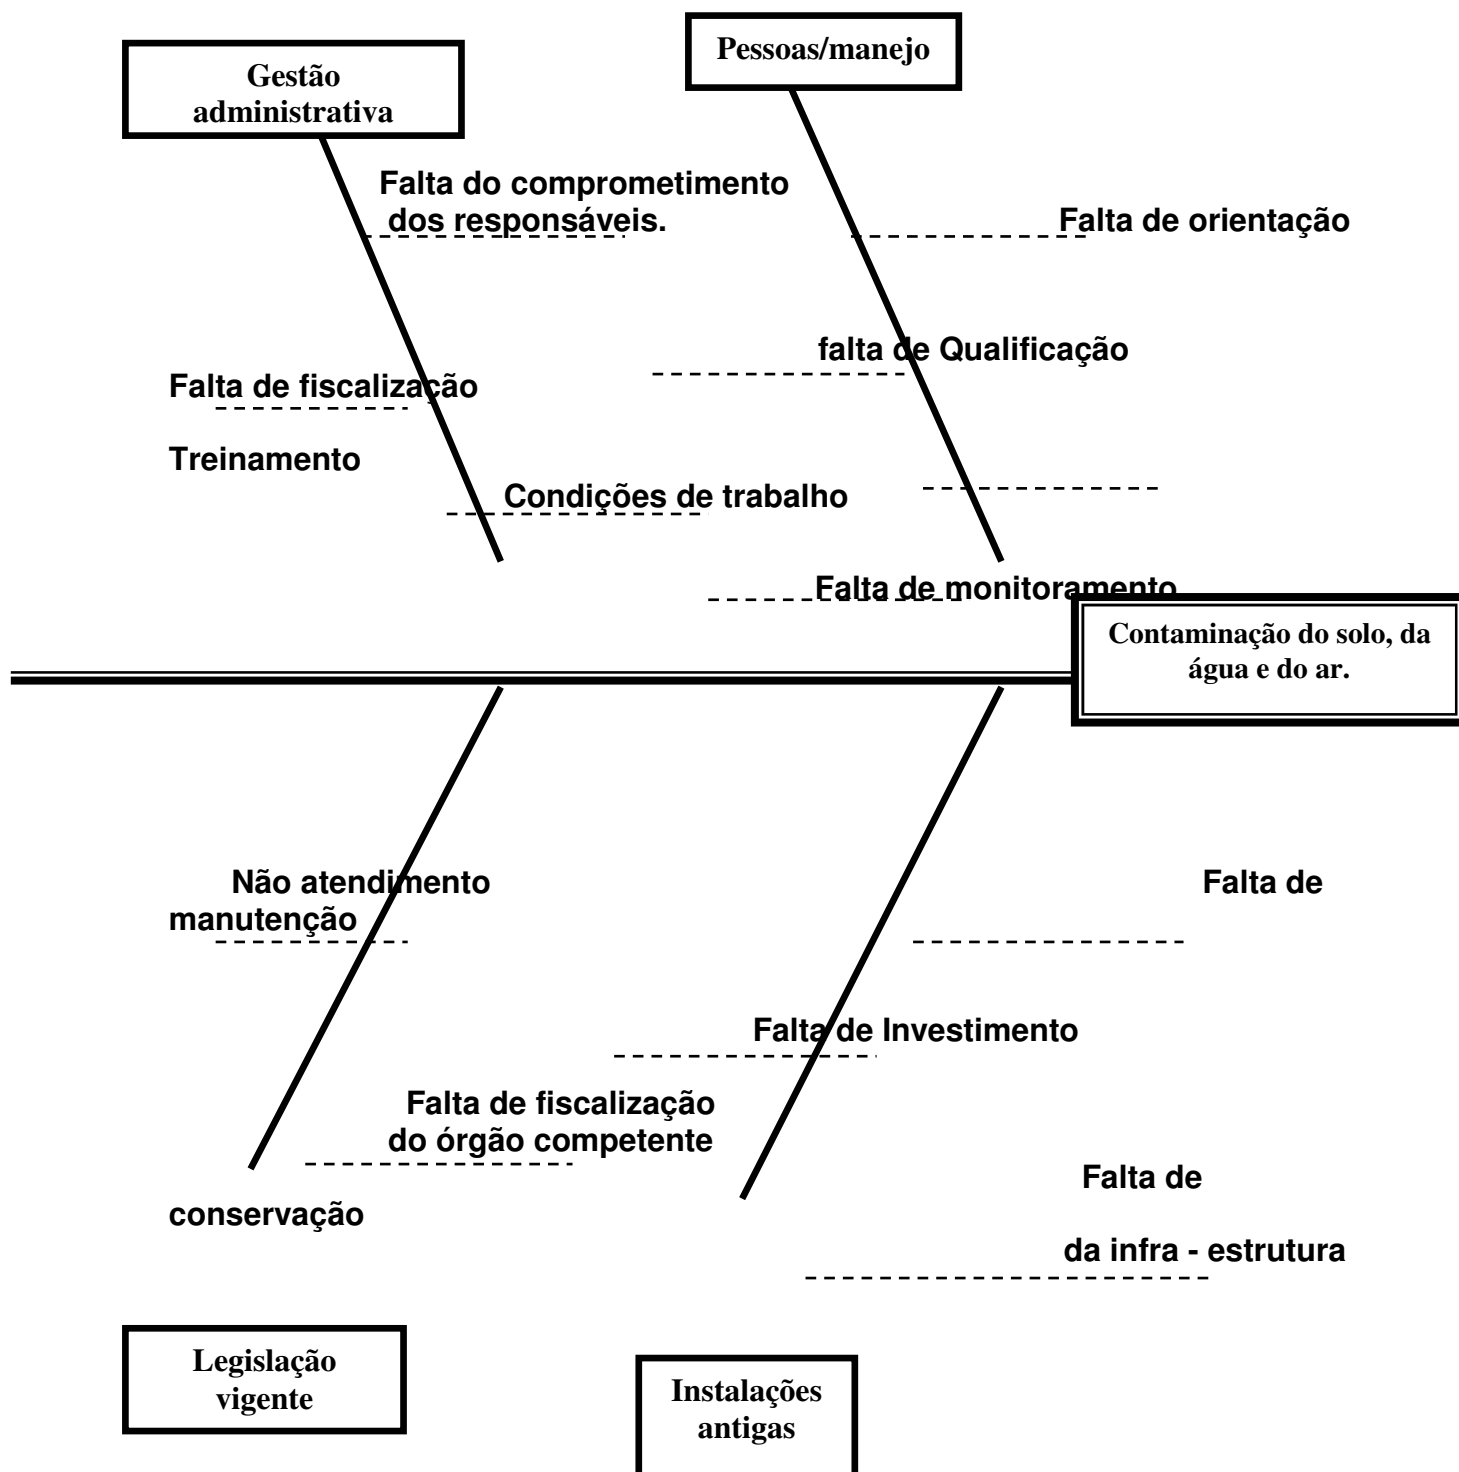 Pessoas/manejo
Gestão
administrativa
Falta do comprometimento
dos responsáveis.
Falta de orientação
falta de Qualificação
Falta de fiscalização
Treinamento
Condições de trabalho
Falta de monitoramento
Contaminação do solo, da
água e do ar.
Não atendimento
Falta de
manutenção
Falta de Investimento
Falta de fiscalização
do órgão competente
Falta de
conservação
da infra - estrutura
Legislação
vigente
Instalações
antigas